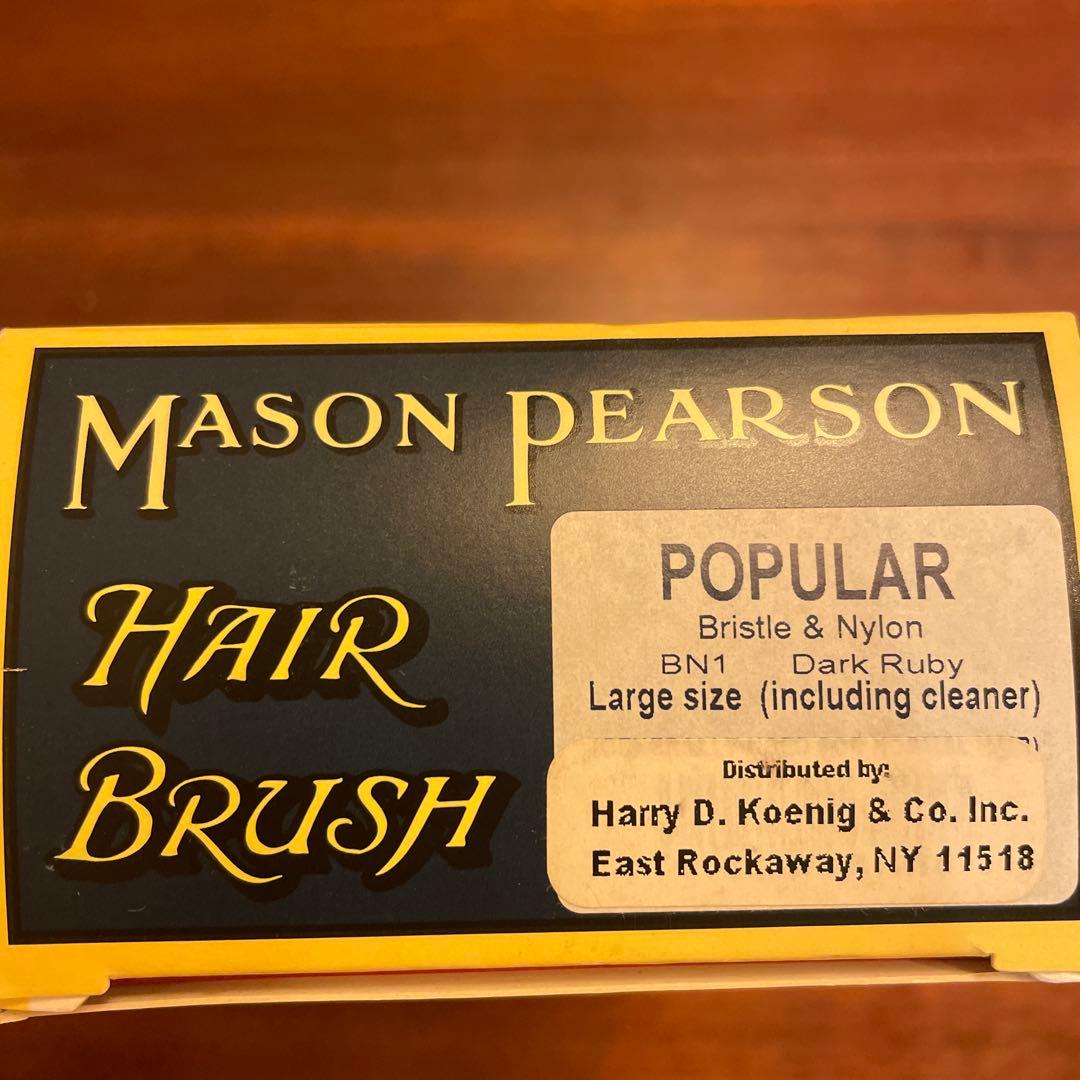 MASON PEARSON
HAIR
BRUSH
POPULAR
Bristle & Nylon
BN1 Dark Ruby
Large size (including cleaner)
Distributed by:
Harry D. Koenig & Co. Inc.
East Rockaway, NY 11518